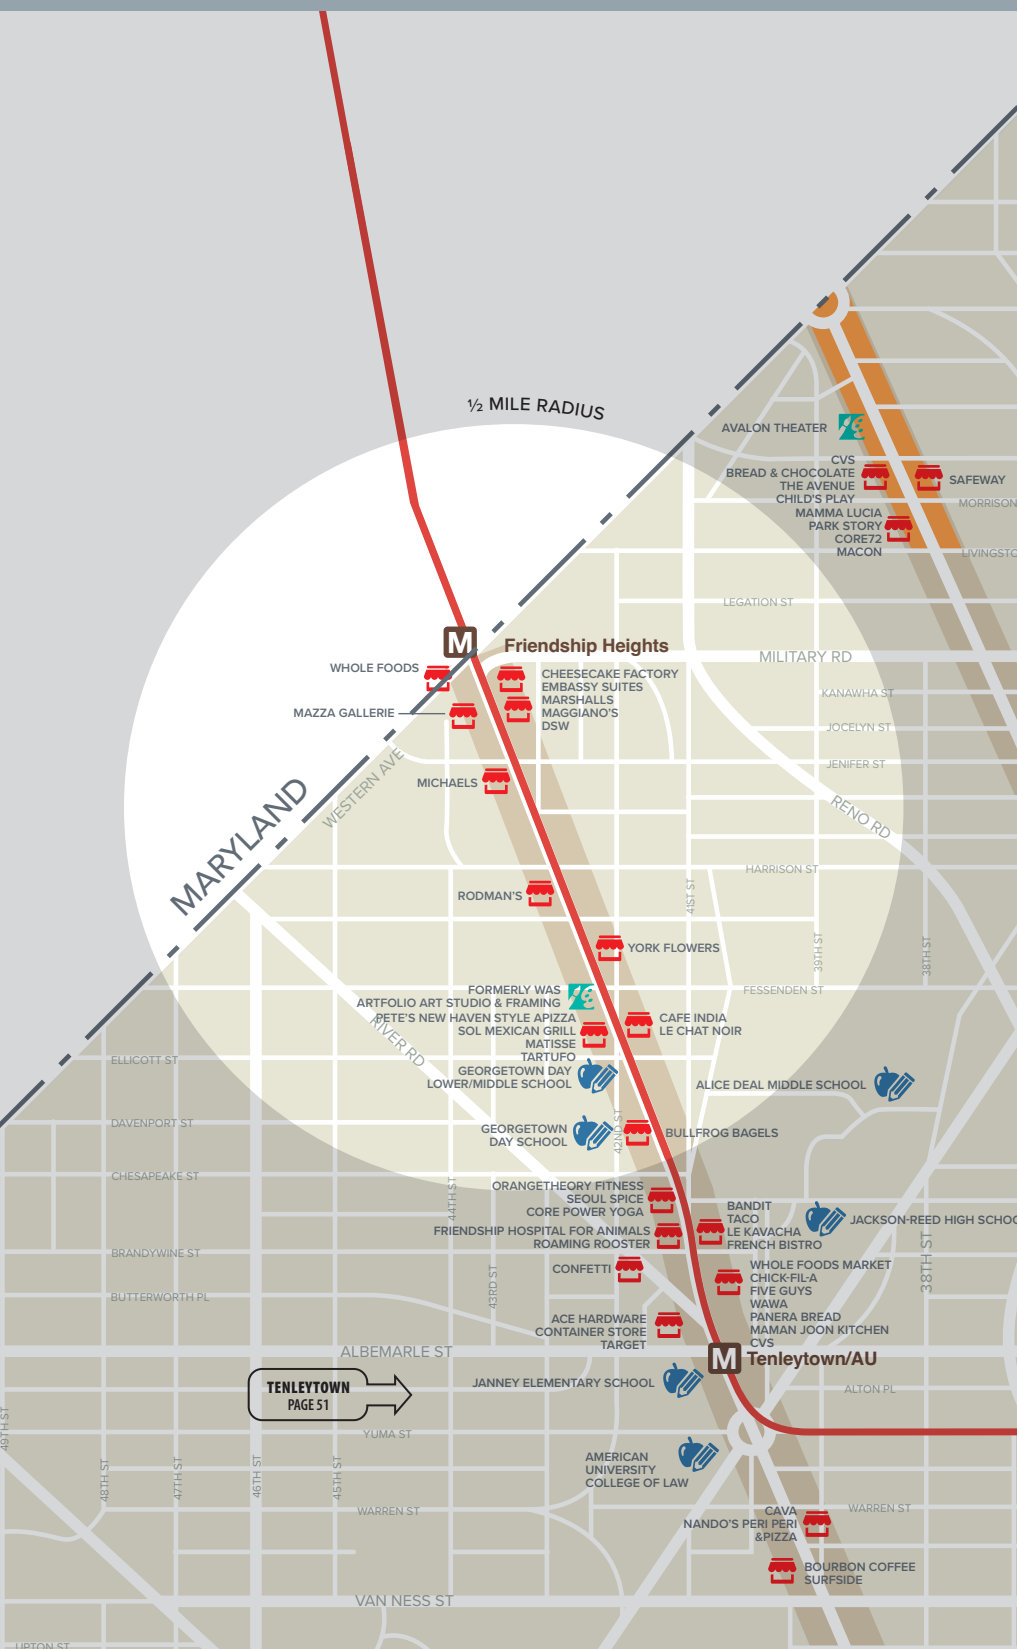 ½ MILE RADIUS
AVALON THEATER
CVS
BREAD & CHOCOLATE
THE AVENUE
CHILD'S PLAY
MAMMA LUCIA
PARK STORY
CORE72
MACON
SAFEWAY
MORRISON
LIVINGSTO
LEGATION ST
M
Friendship Heights
MILITARY RD
WHOLE FOODS
MAZZA GALLERIE
CHEESECAKE FACTORY
EMBASSY SUITES
MARSHALLS
MAGGIANO'S
DSW
KANAWHA ST
JOCELYN ST
JENIFER ST
MICHAELS
WESTERN AVE
MARYLAND
RENO RD
HARRISON ST
RODMAN'S
41ST ST
39TH ST
38TH ST
YORK FLOWERS
FESSENDEN ST
FORMERLY WAS
ARTFOLIO ART STUDIO & FRAMING
PETE'S NEW HAVEN STYLE APIZZA
SOL MEXICAN GRILL
MATISSE
TARTUFO
CAFE INDIA
LE CHAT NOIR
RIVER RD
ELLICOTT ST
GEORGETOWN DAY
LOWER/MIDDLE SCHOOL
ALICE DEAL MIDDLE SCHOOL
DAVENPORT ST
GEORGETOWN
DAY SCHOOL
42ND ST
BULLFROG BAGELS
CHESAPEAKE ST
44TH ST
ORANGETHEORY FITNESS
SEOUL SPICE
CORE POWER YOGA
FRIENDSHIP HOSPITAL FOR ANIMALS
ROAMING ROOSTER
BANDIT
TACO
LE KAVACHA
FRENCH BISTRO
JACKSON-REED HIGH SCHOO
38TH ST
BRANDYWINE ST
CONFETTI
43RD ST
WHOLE FOODS MARKET
CHICK-FIL-A
FIVE GUYS
WAWA
PANERA BREAD
MAMAN JOON KITCHEN
CVS
BUTTERWORTH PL
ACE HARDWARE
CONTAINER STORE
TARGET
ALBEMARLE ST
M
Tenleytown/AU
TENLEYTOWN
PAGE 51
JANNEY ELEMENTARY SCHOOL
ALTON PL
49TH ST
YUMA ST
48TH ST
47TH ST
46TH ST
45TH ST
AMERICAN
UNIVERSITY
COLLEGE OF LAW
WARREN ST
WARREN ST
CAVA
NANDO'S PERI PERI
&PIZZA
BOURBON COFFEE
SURFSIDE
VAN NESS ST
UPTON ST